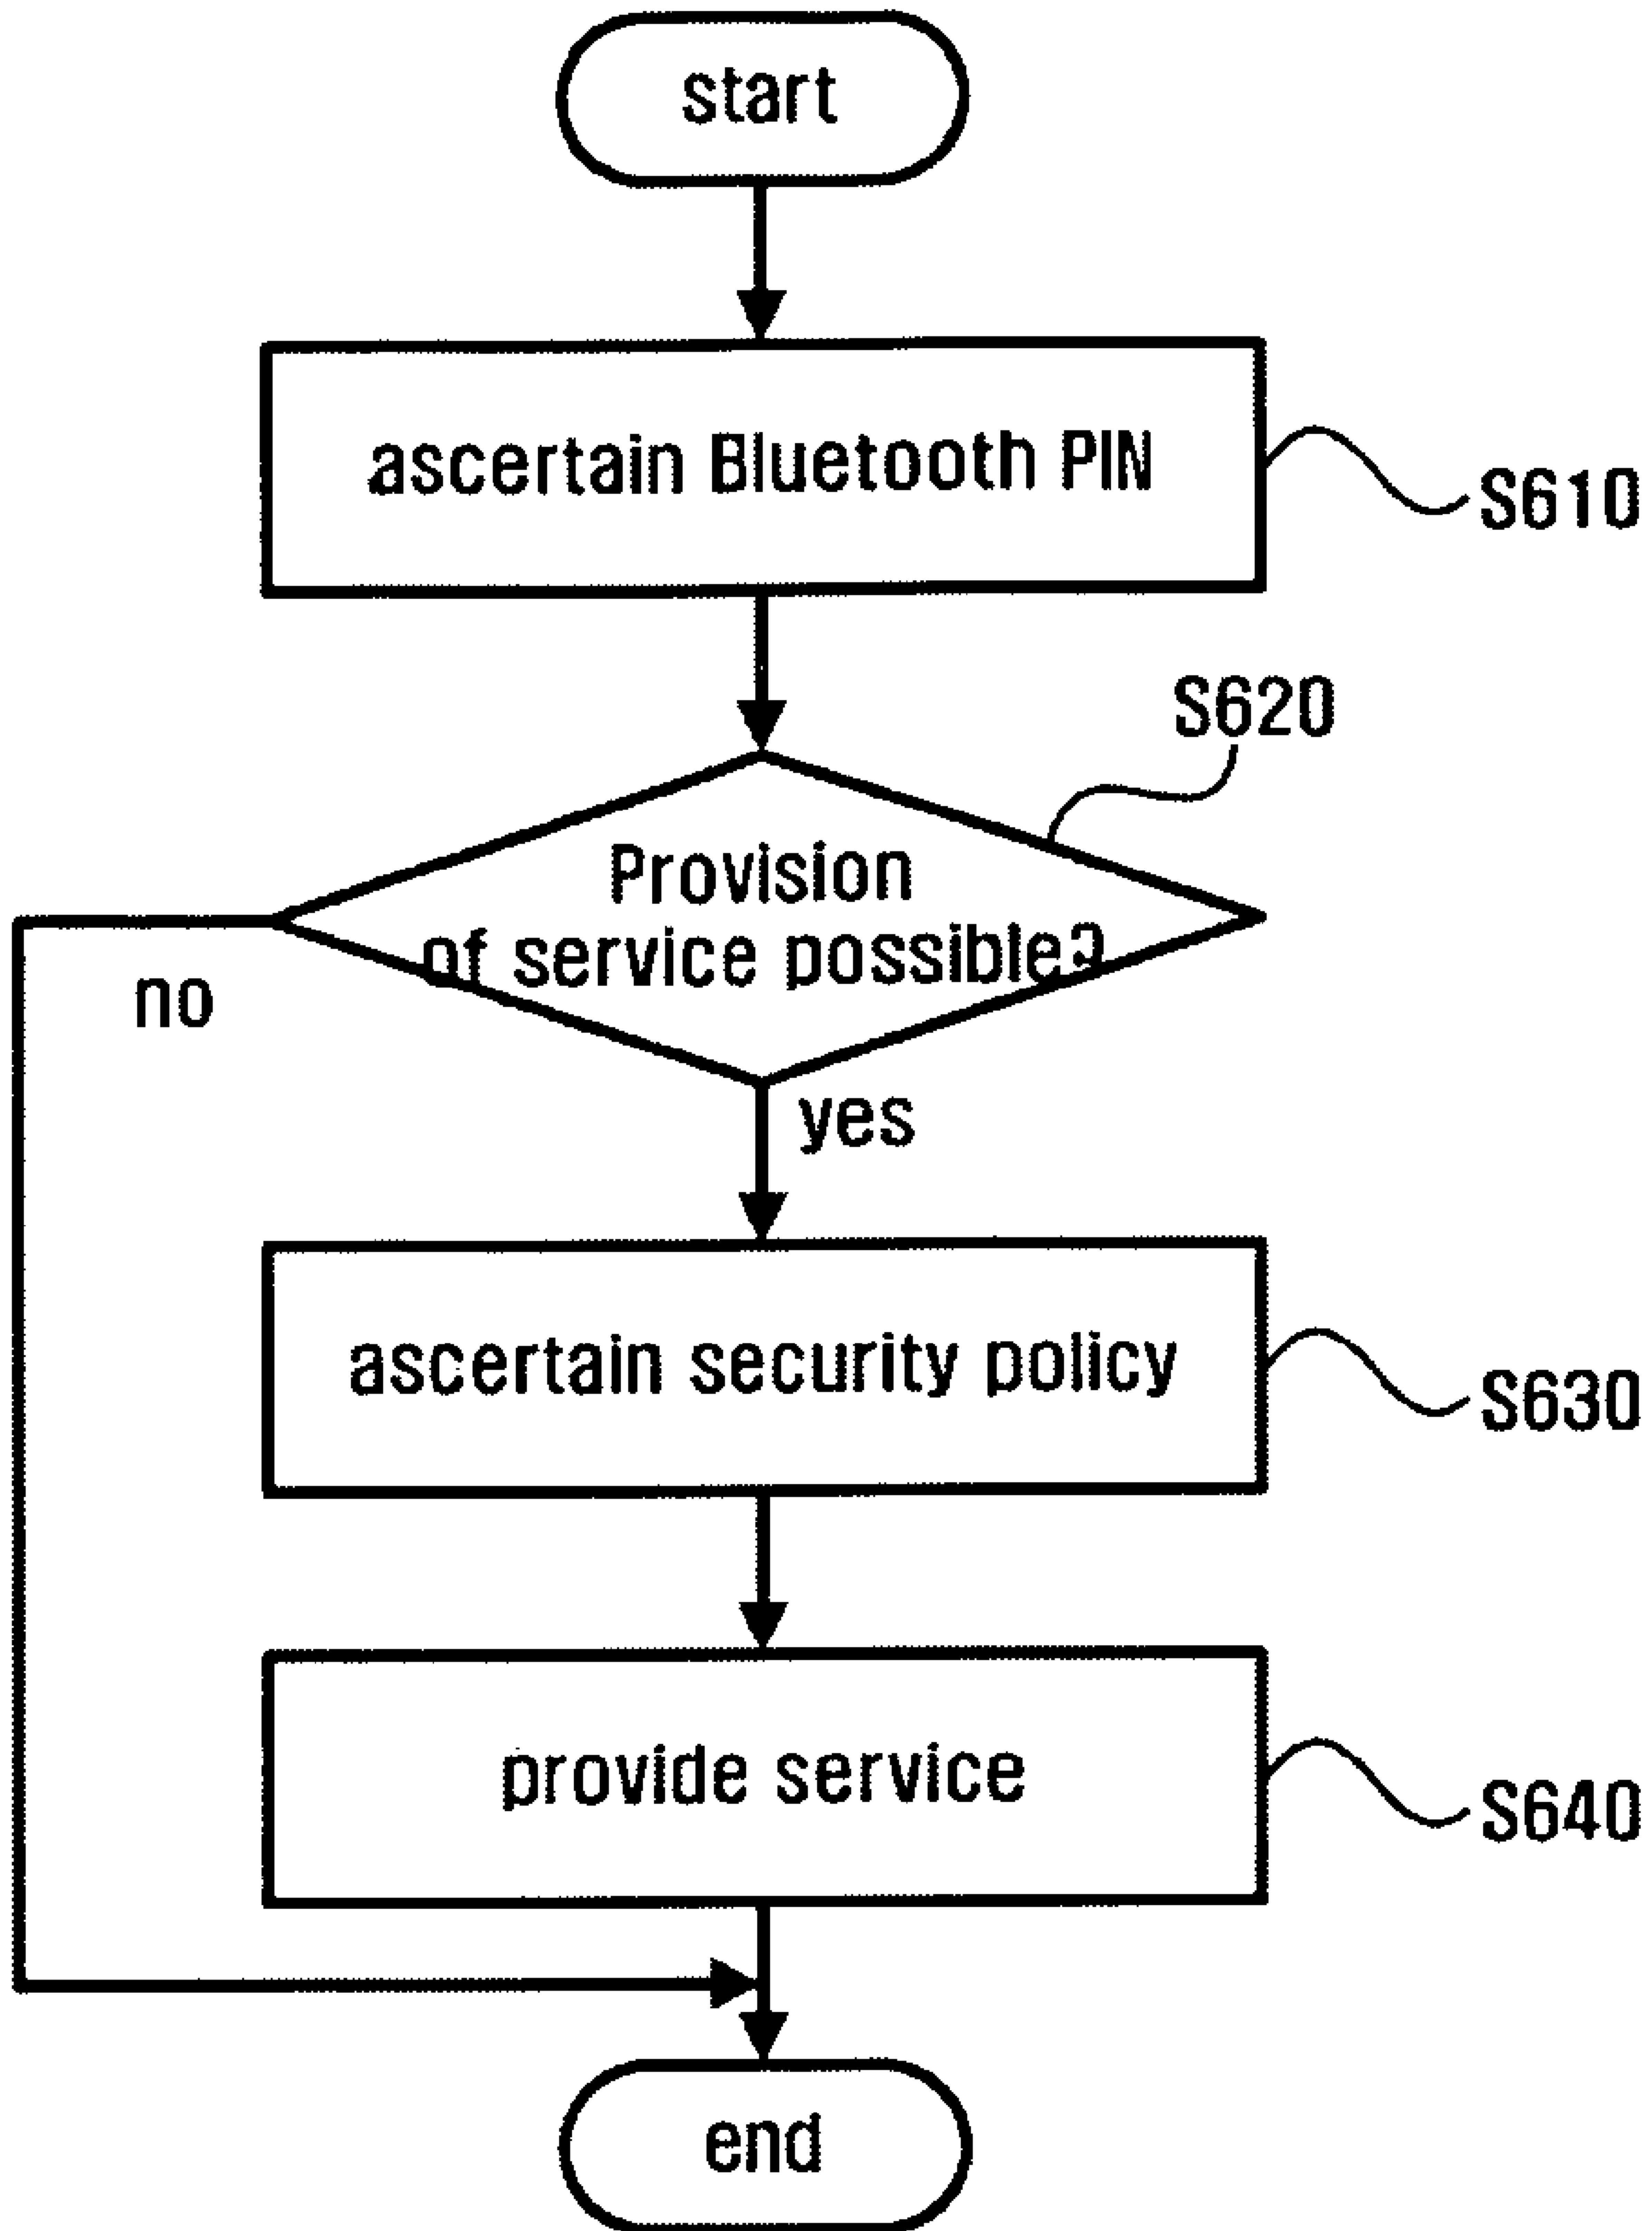 start
ascertain Bluetooth PIN
S610
S620
Provision
of service possible?
no
yes
ascertain security policy
S630
provide service
S640
end